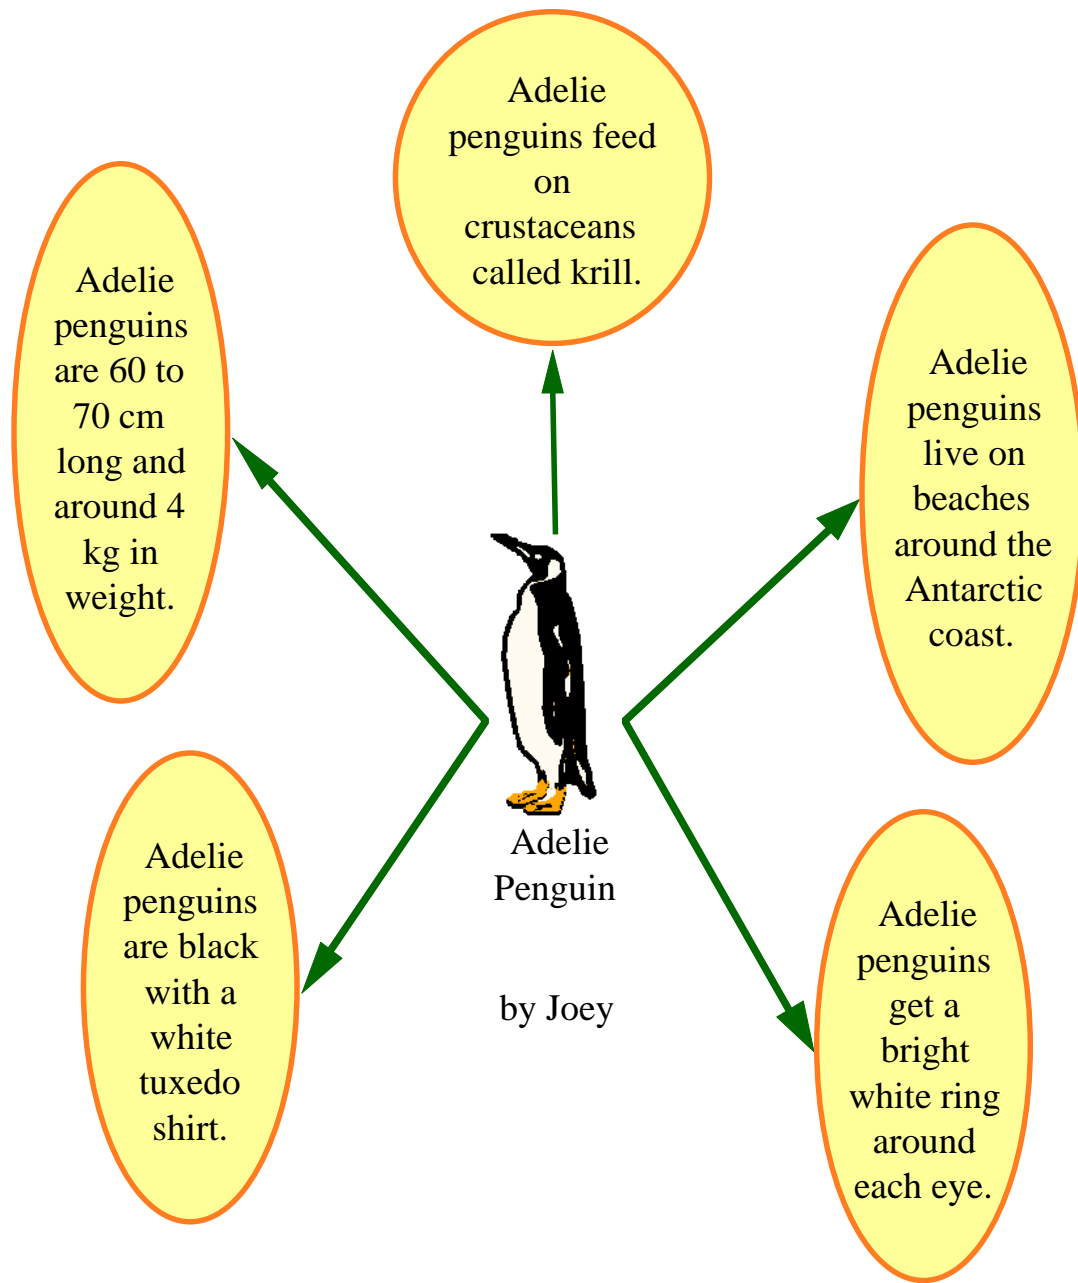 Adelie
penguins feed
on
crustaceans
called krill.
Adelie
penguins
are 60 to
70 cm
long and
around 4
kg in
weight.
Adelie
penguins
live on
beaches
around the
Antarctic
coast.
Adelie
penguins
are black
with a
white
tuxedo
shirt.
Adelie
Penguin
by Joey
Adelie
penguins
get a
bright
white ring
around
each eye.